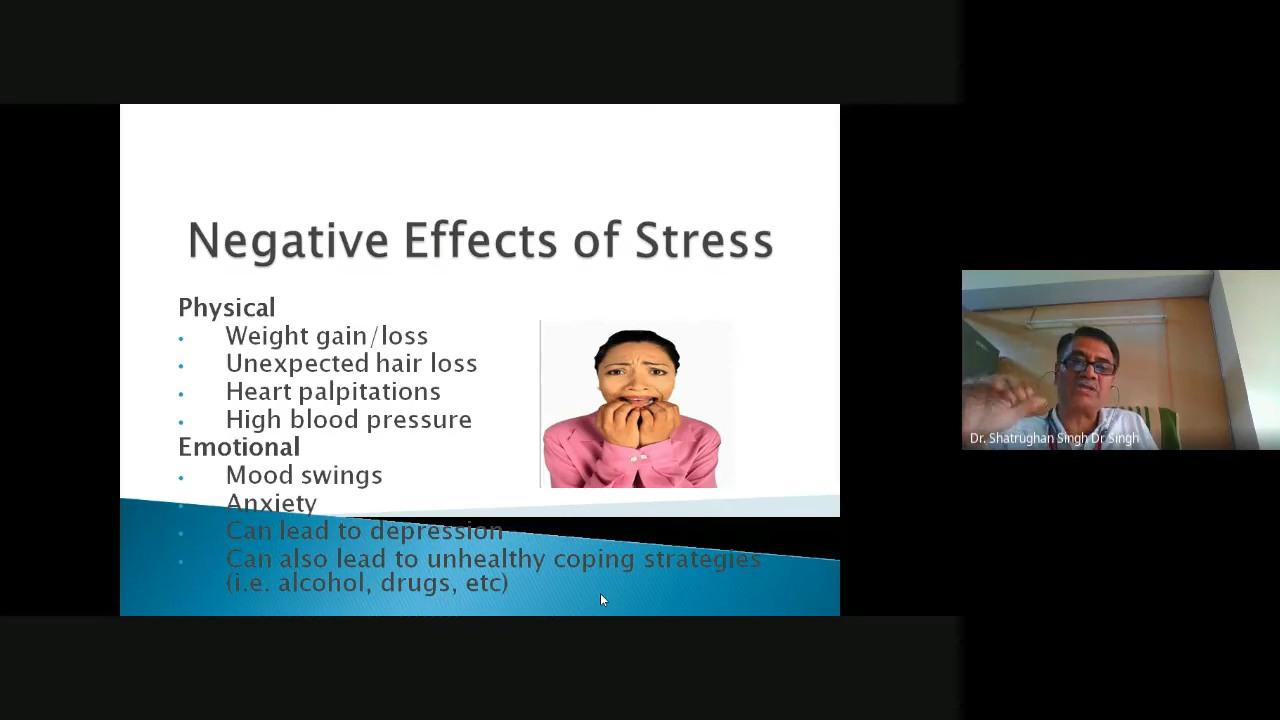 Negative Effects of Stress
Physical
• Weight gain/loss
• Unexpected hair loss
• Heart palpitations
• High blood pressure
Emotional
• Mood swings
• Anxiety
• Can lead to depression
• Can also lead to unhealthy coping strategies
(i.e. alcohol, drugs, etc)
Dr. Shatrughan Singh Dr Singh